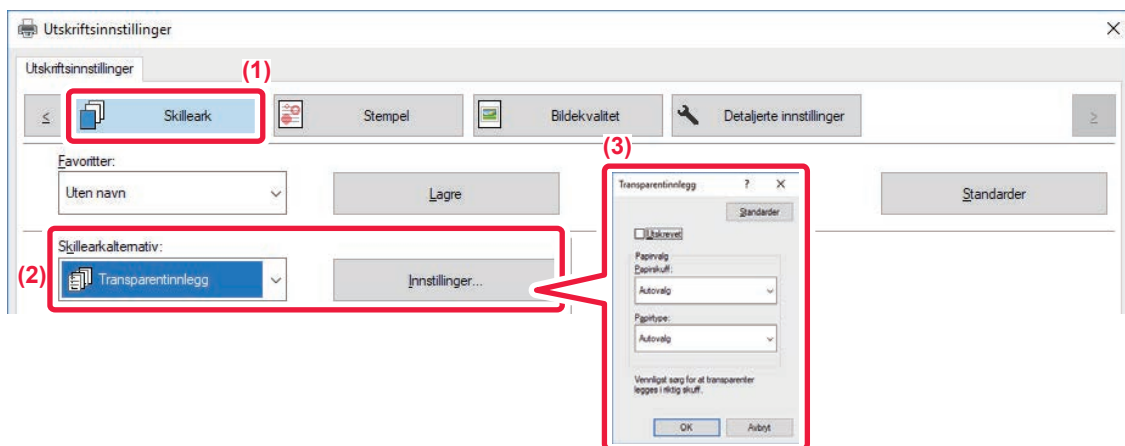 Utskriftsinnstillinger
Utskriftsinnstillinger
(1)
<
Skilleark
Stempel
Bildekvalitet
Detaljerte innstillinger
>
(3)
Favoritter:
Uten navn
Lagre
Standarder
(2)
Skillearkalternativ:
Transparentinnlegg
Innstillinger...
Transparentinnlegg ? X
Standarder
Utskrevet
Papirvalg
Papirskuff:
Autovalg
Papirtype:
Autovalg
Vennligst sørg for at transparenter
legges i riktig skuff.
OK
Avbryt